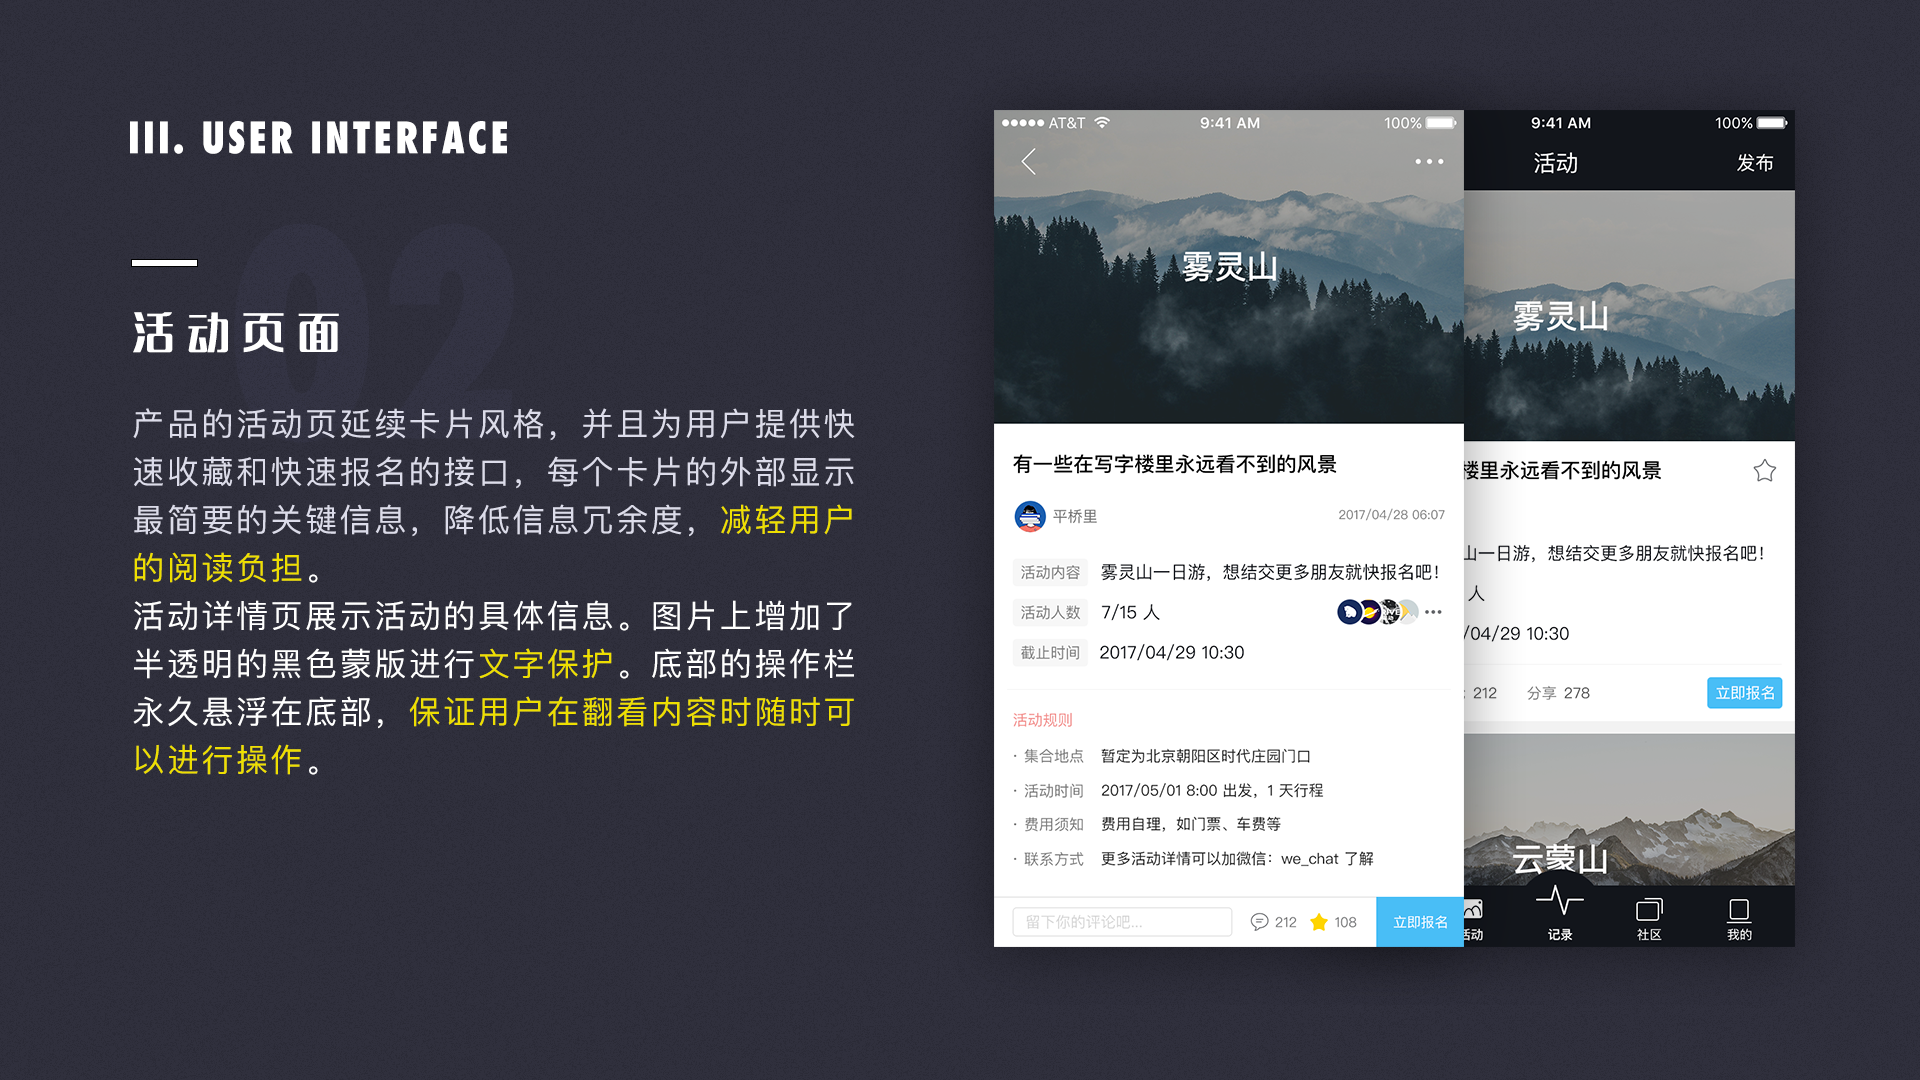 III. USER INTERFACE
02
活动页面
产品的活动页延续卡片风格，并且为用户提供快
速收藏和快速报名的接口，每个卡片的外部显示
最简要的关键信息，降低信息冗余度，减轻用户
的阅读负担。
活动详情页展示活动的具体信息。图片上增加了
半透明的黑色蒙版进行文字保护。底部的操作栏
永久悬浮在底部，保证用户在翻看内容时随时可
以进行操作。
AT&T 9:41 AM 100%
雾灵山
有一些在写字楼里永远看不到的风景
平桥里 2017/04/28 06:07
活动内容 雾灵山一日游，想结交更多朋友就快报名吧！
活动人数 7/15 人
截止时间 2017/04/29 10:30
活动规则
· 集合地点 暂定为北京朝阳区时代庄园门口
· 活动时间 2017/05/01 8:00 出发，1 天行程
· 费用须知 费用自理，如门票、车费等
· 联系方式 更多活动详情可以加微信：we_chat 了解
留下你的评论吧... 212 108 立即报名
9:41 AM 100%
活动 发布
雾灵山
楼里永远看不到的风景
山一日游，想结交更多朋友就快报名吧！
人
/04/29 10:30
212 分享 278 立即报名
云蒙山
活动 记录 社区 我的